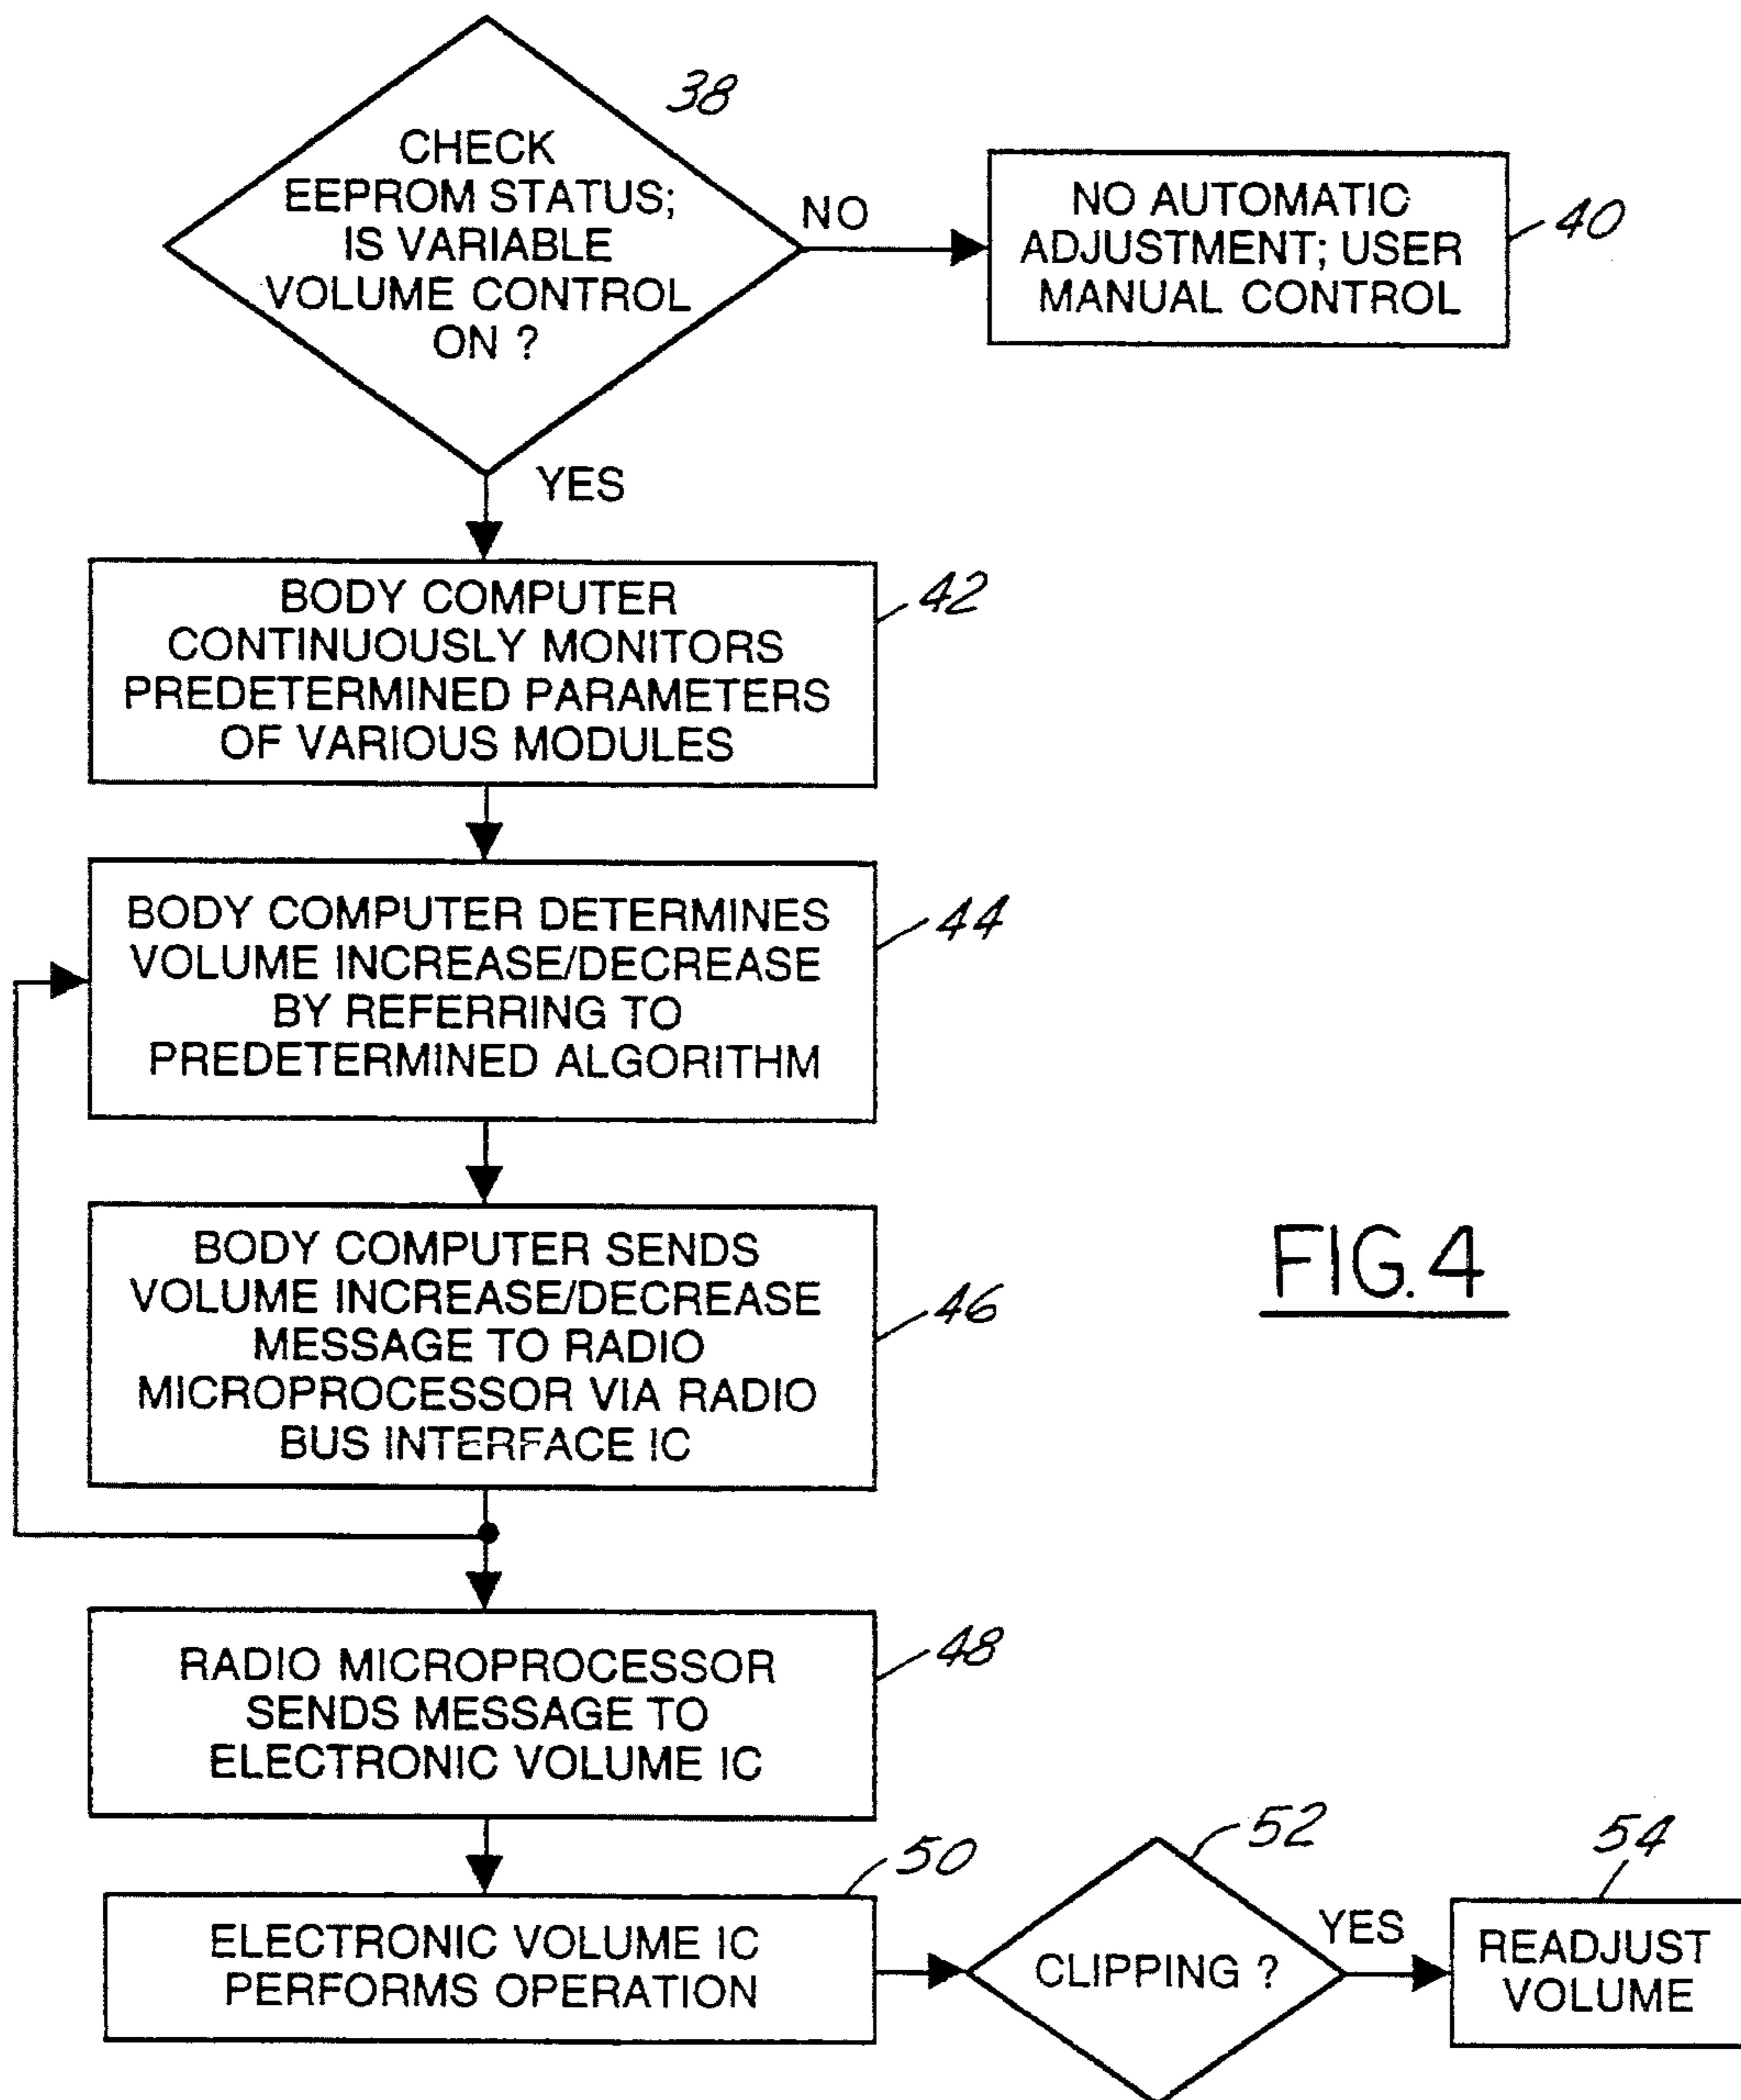 38
CHECK
EEPROM STATUS;
IS VARIABLE
VOLUME CONTROL
ON ?
NO
NO AUTOMATIC
ADJUSTMENT; USER
MANUAL CONTROL
40
YES
BODY COMPUTER
CONTINUOUSLY MONITORS
PREDETERMINED PARAMETERS
OF VARIOUS MODULES
42
BODY COMPUTER DETERMINES
VOLUME INCREASE/DECREASE
BY REFERRING TO
PREDETERMINED ALGORITHM
44
BODY COMPUTER SENDS
VOLUME INCREASE/DECREASE
MESSAGE TO RADIO
MICROPROCESSOR VIA RADIO
BUS INTERFACE IC
46
FIG. 4
RADIO MICROPROCESSOR
SENDS MESSAGE TO
ELECTRONIC VOLUME IC
48
ELECTRONIC VOLUME IC
PERFORMS OPERATION
50
CLIPPING ?
52
YES
READJUST
VOLUME
54